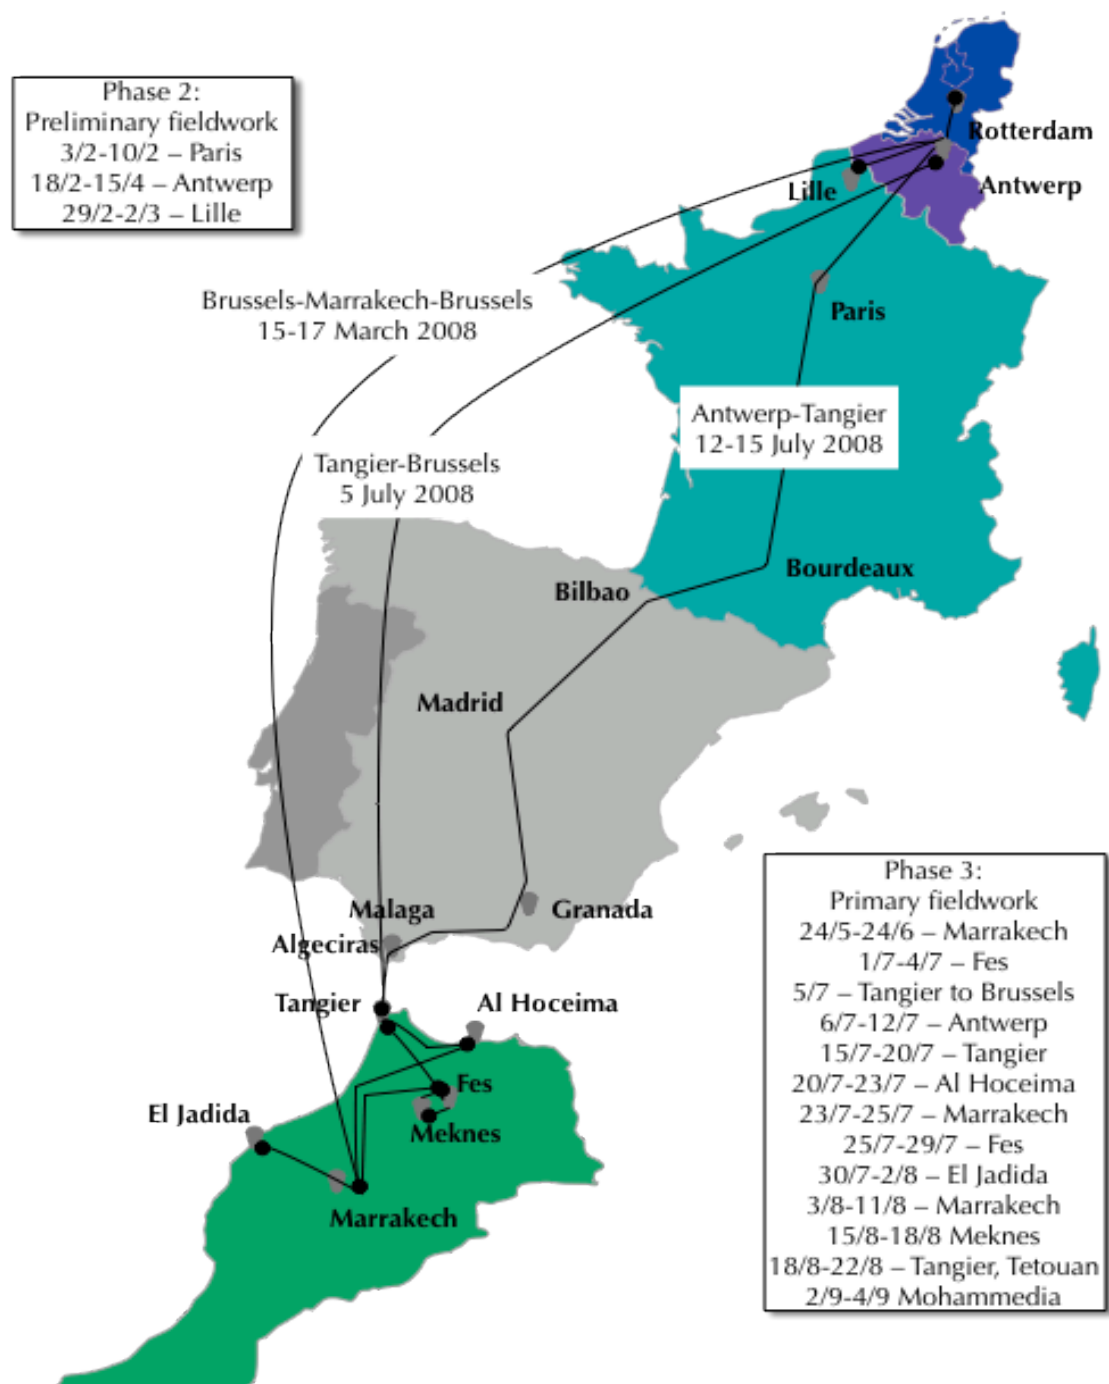 Phase 2:
Preliminary fieldwork
3/2-10/2 – Paris
18/2-15/4 – Antwerp
29/2-2/3 – Lille
Rotterdam
Antwerp
Lille
Brussels-Marrakech-Brussels
15-17 March 2008
Paris
Antwerp-Tangier
12-15 July 2008
Tangier-Brussels
5 July 2008
Bourdeaux
Bilbao
Madrid
Malaga
Granada
Algeciras
Tangier
Al Hoceima
Fes
El Jadida
Meknes
Marrakech
Phase 3:
Primary fieldwork
24/5-24/6 – Marrakech
1/7-4/7 – Fes
5/7 – Tangier to Brussels
6/7-12/7 – Antwerp
15/7-20/7 – Tangier
20/7-23/7 – Al Hoceima
23/7-25/7 – Marrakech
25/7-29/7 – Fes
30/7-2/8 – El Jadida
3/8-11/8 – Marrakech
15/8-18/8 Meknes
18/8-22/8 – Tangier, Tetouan
2/9-4/9 Mohammedia